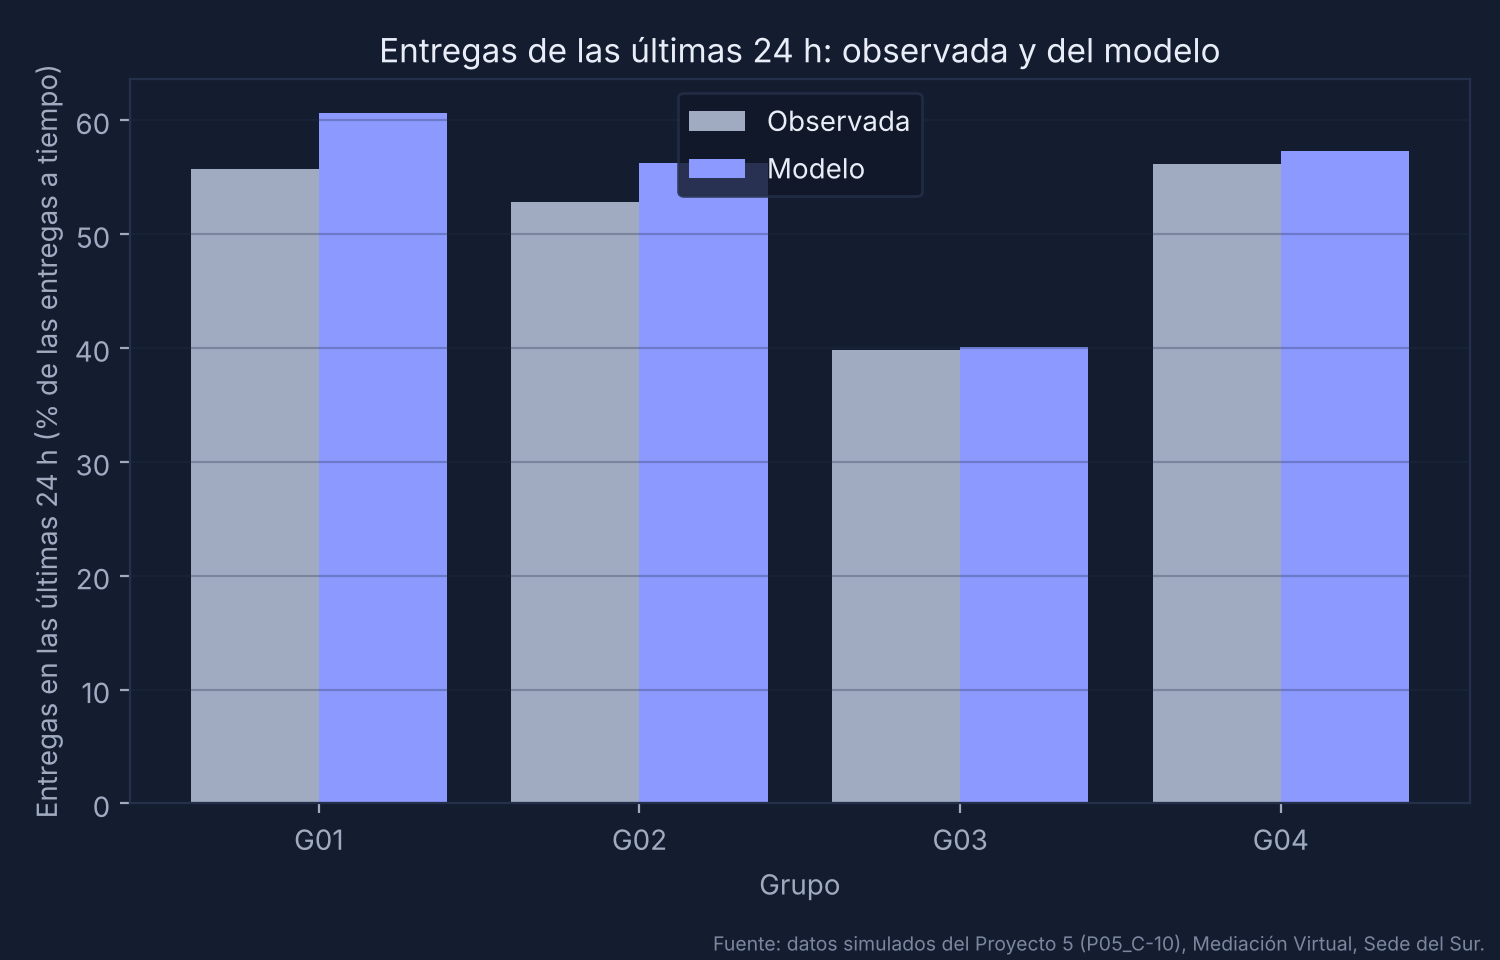 Entregas de las últimas 24 h: observada y del modelo
Entregas en las últimas 24 h (% de las entregas a tiempo)
Observada
Modelo
60
50
40
30
20
10
0
G01
G02
G03
G04
Grupo
Fuente: datos simulados del Proyecto 5 (P05_C-10), Mediación Virtual, Sede del Sur.